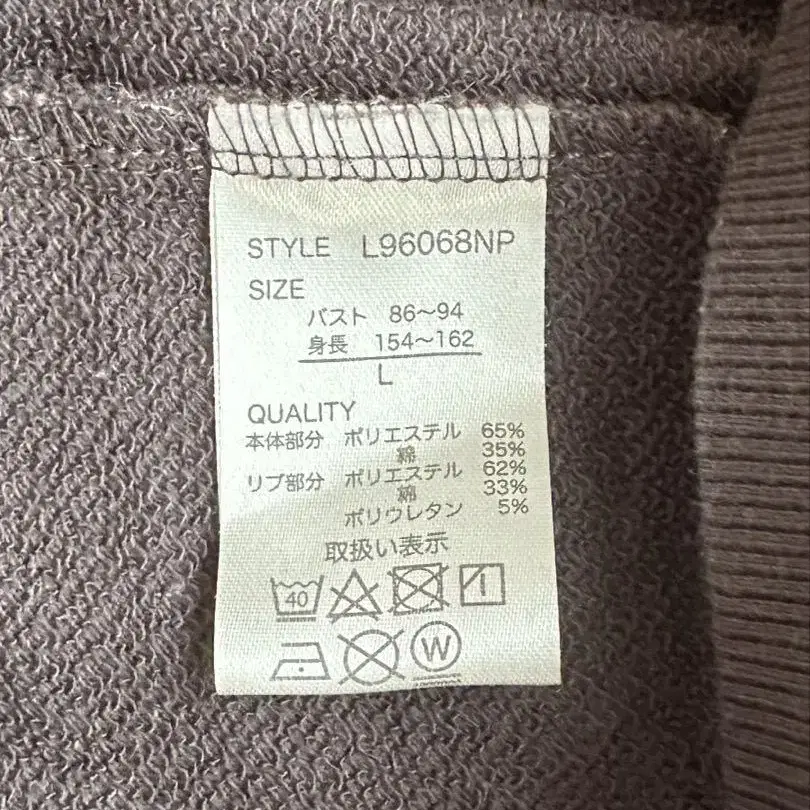 STYLE L96068NP
SIZE
バスト 86～94
身長 154～162
L
QUALITY
本体部分 ポリエステル 65%
綿 35%
リブ部分 ポリエステル 62%
綿 33%
ポリウレタン 5%
取扱い表示
40
W